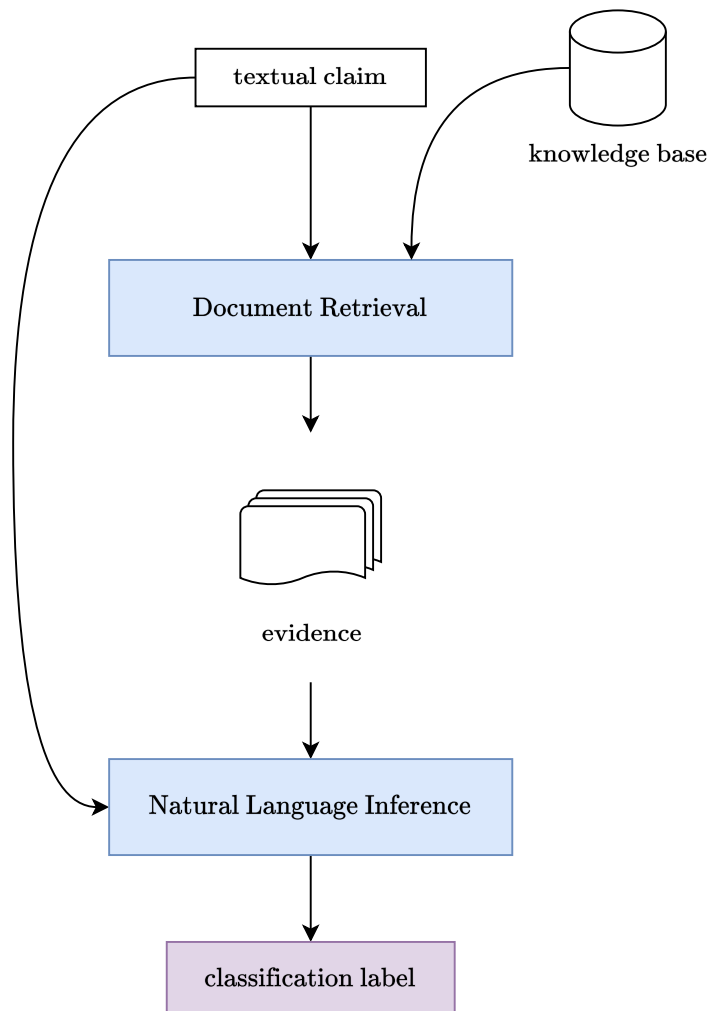 textual claim
knowledge base
Document Retrieval
evidence
Natural Language Inference
classification label